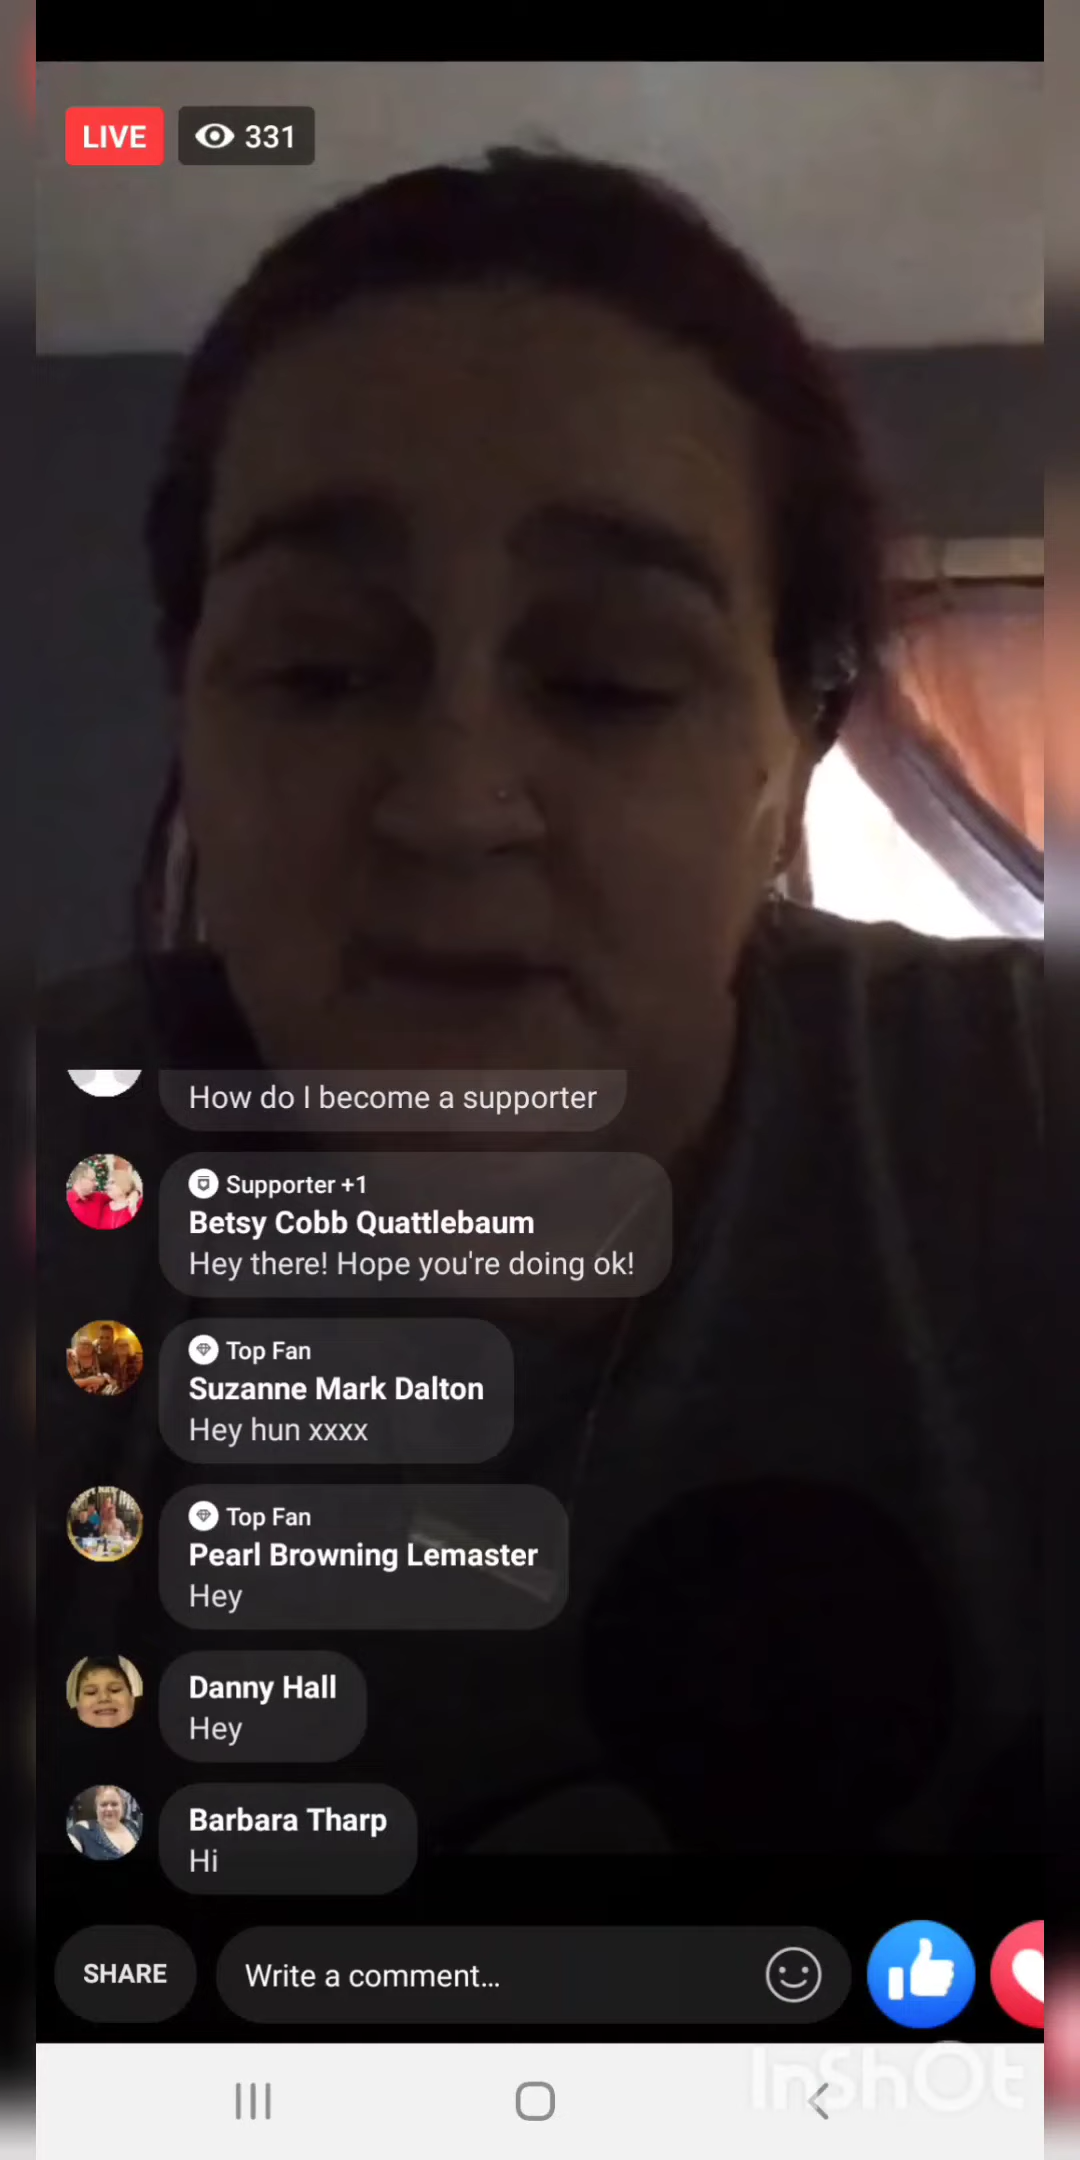 LIVE
331
How do I become a supporter
Supporter +1
Betsy Cobb Quattlebaum
Hey there! Hope you're doing ok!
Top Fan
Suzanne Mark Dalton
Hey hun xxxx
Top Fan
Pearl Browning Lemaster
Hey
Danny Hall
Hey
Barbara Tharp
Hi
SHARE
Write a comment...
InShOt